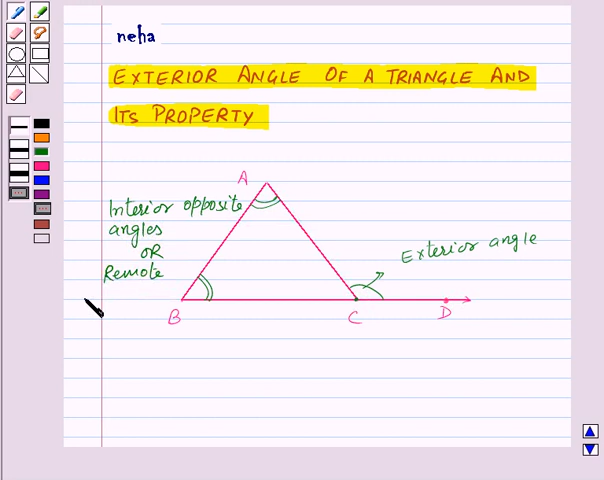 neha
EXTERIOR ANGLE OF A TRIANGLE AND
ITS PROPERTY
A
Interior opposite
angles
OR
Remote
Exterior angle
B
C
D